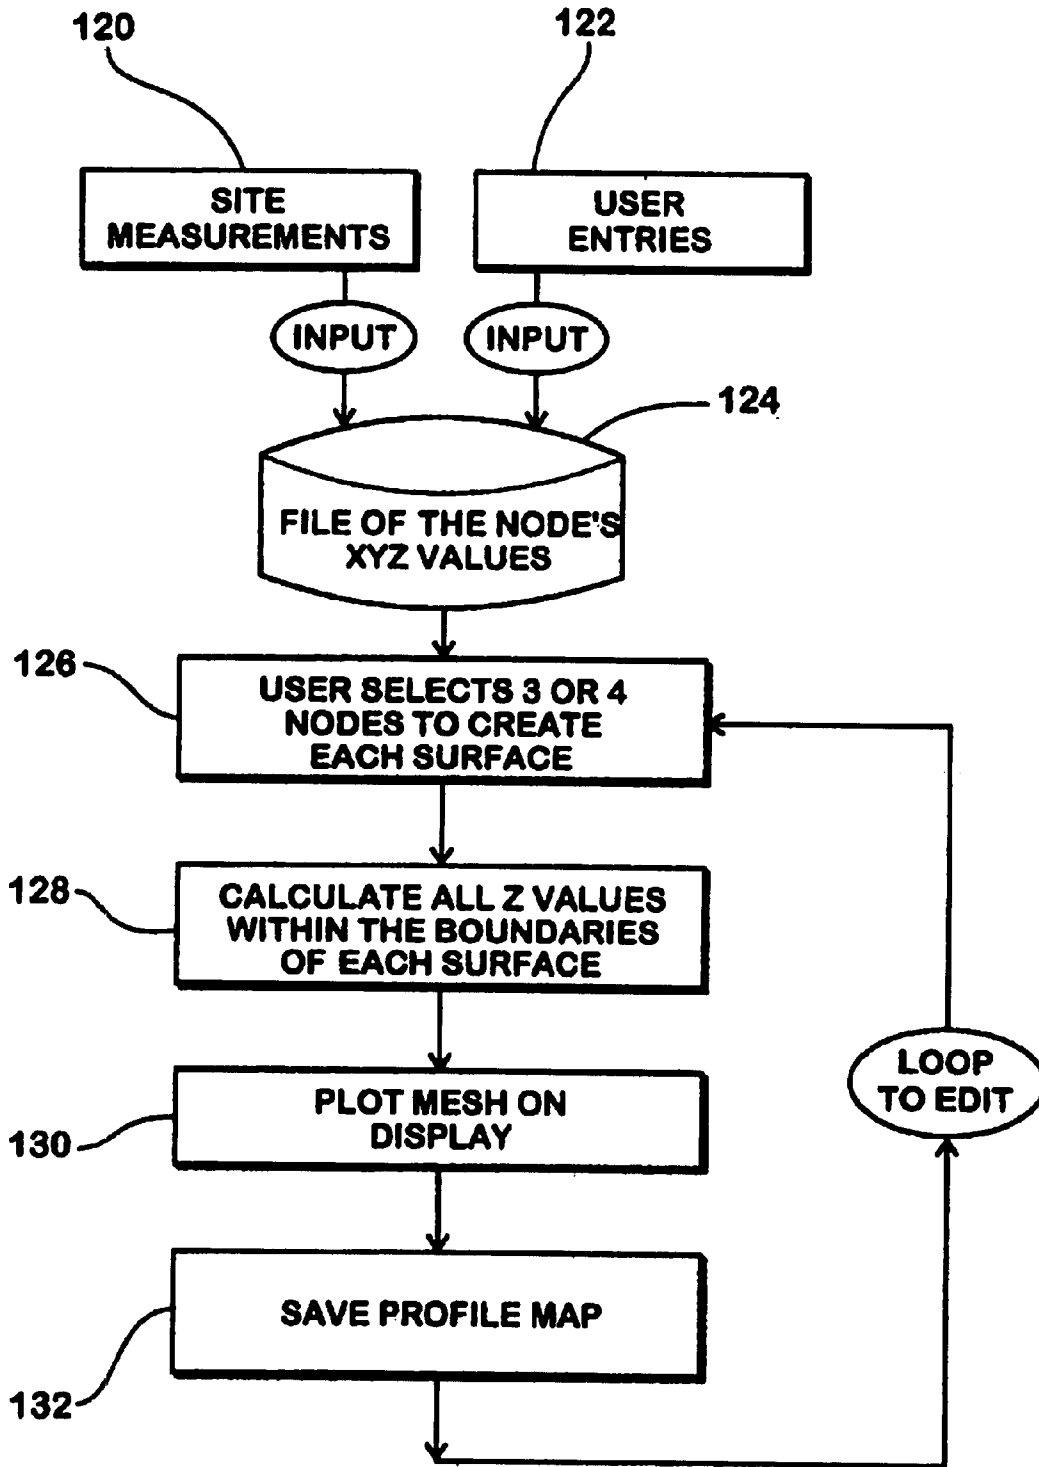 120
122
SITE
MEASUREMENTS
USER
ENTRIES
INPUT
INPUT
124
FILE OF THE NODE'S
XYZ VALUES
126
USER SELECTS 3 OR 4
NODES TO CREATE
EACH SURFACE
128
CALCULATE ALL Z VALUES
WITHIN THE BOUNDARIES
OF EACH SURFACE
LOOP
TO EDIT
130
PLOT MESH ON
DISPLAY
SAVE PROFILE MAP
132